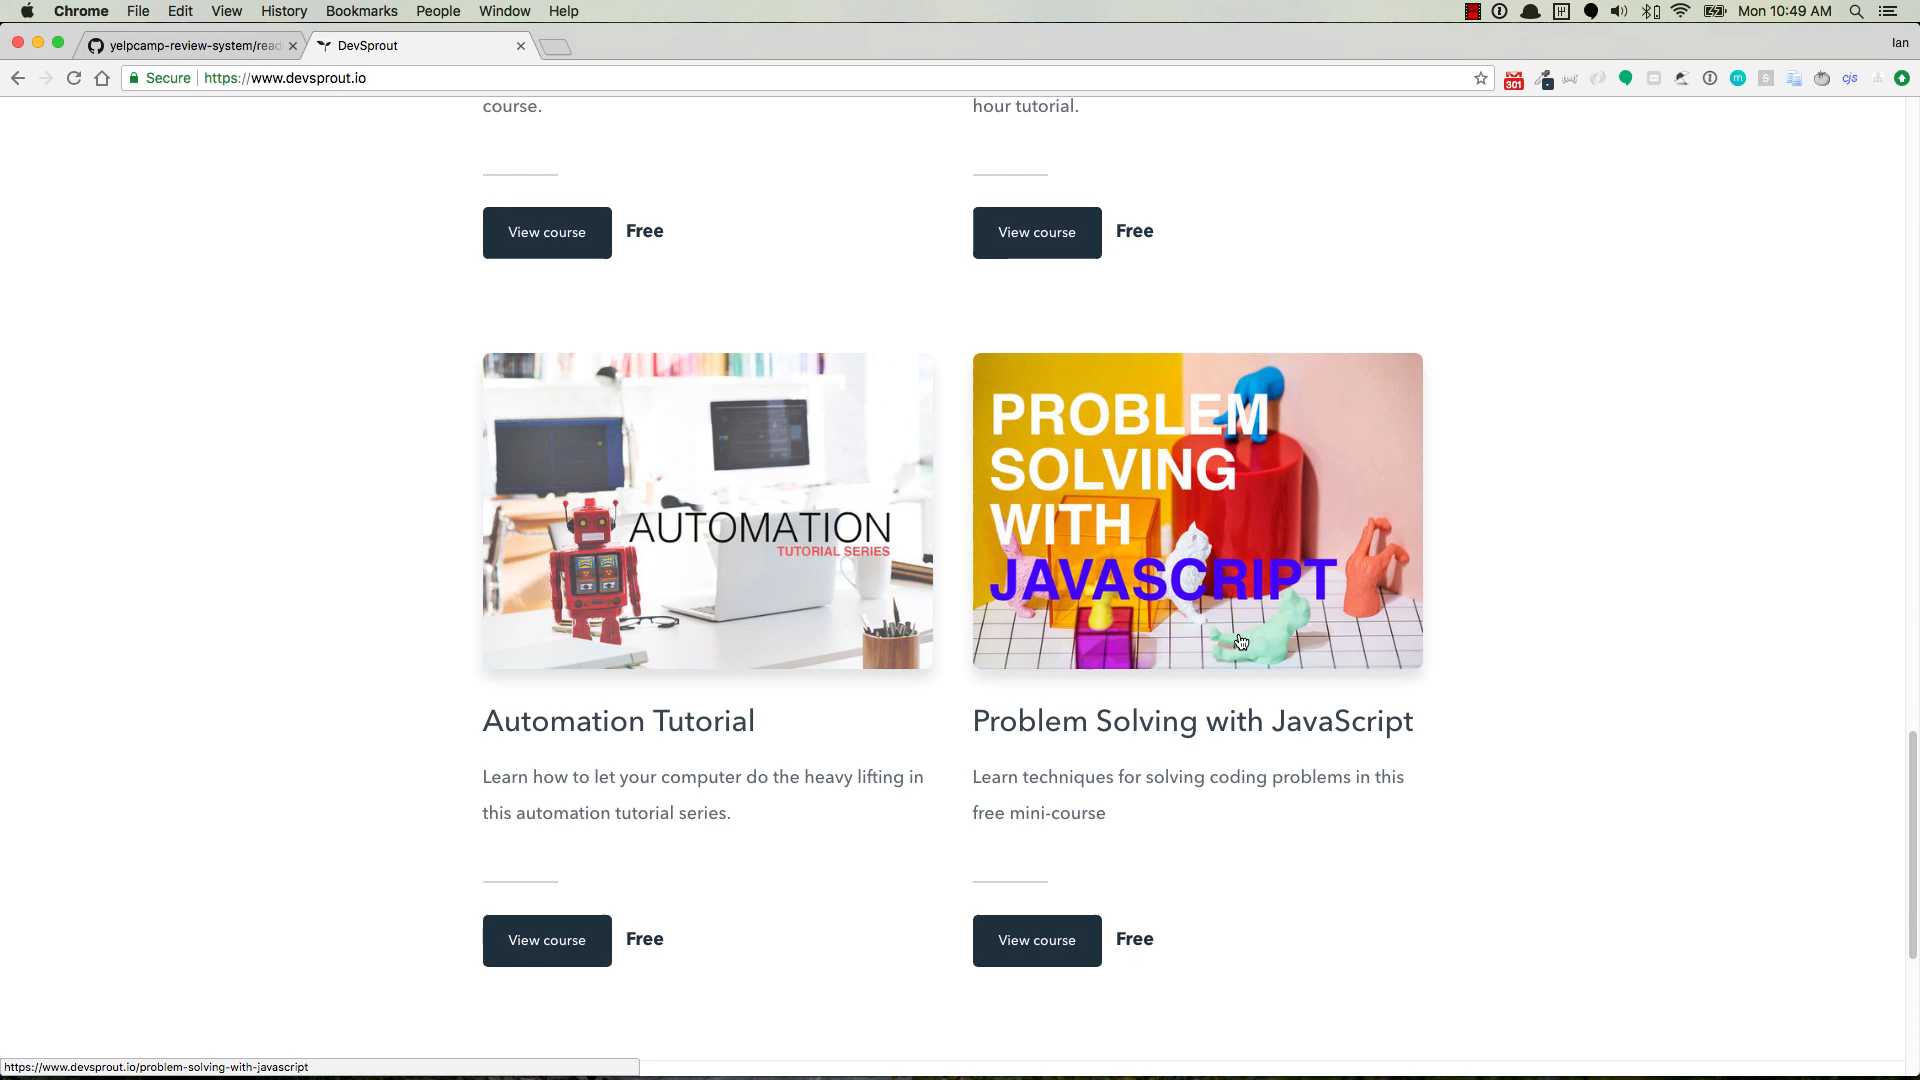 Chrome File Edit View History Bookmarks People Window Help
Mon 10:49 AM
yelpcamp-review-system/read
DevSprout
Ian
Secure https://www.devsprout.io
301
cjs
course.
hour tutorial.
View course Free
View course Free
AUTOMATION
TUTORIAL SERIES
PROBLEM
SOLVING
WITH
JAVASCRIPT
Automation Tutorial
Learn how to let your computer do the heavy lifting in
this automation tutorial series.
Problem Solving with JavaScript
Learn techniques for solving coding problems in this
free mini-course
View course Free
View course Free
https://www.devsprout.io/problem-solving-with-javascript